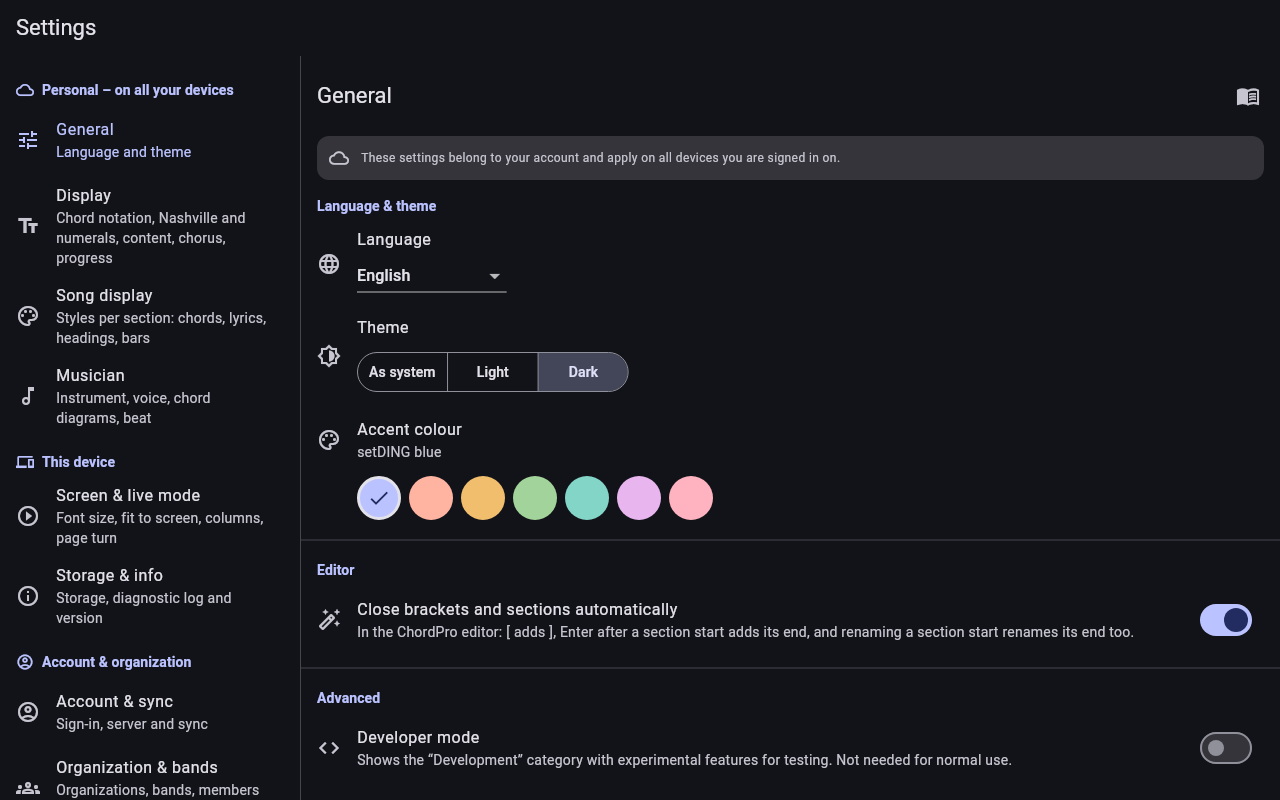 Settings
Personal – on all your devices
General
Language and theme
Display
Chord notation, Nashville and
numerals, content, chorus,
progress
Song display
Styles per section: chords, lyrics,
headings, bars
Musician
Instrument, voice, chord
diagrams, beat
This device
Screen & live mode
Font size, fit to screen, columns,
page turn
Storage & info
Storage, diagnostic log and
version
Account & organization
Account & sync
Sign-in, server and sync
Organization & bands
Organizations, bands, members
General
These settings belong to your account and apply on all devices you are signed in on.
Language & theme
Language
English
Theme
As system Light Dark
Accent colour
setDING blue
Editor
Close brackets and sections automatically
In the ChordPro editor: [ adds ], Enter after a section start adds its end, and renaming a section start renames its end too.
Advanced
Developer mode
Shows the “Development” category with experimental features for testing. Not needed for normal use.